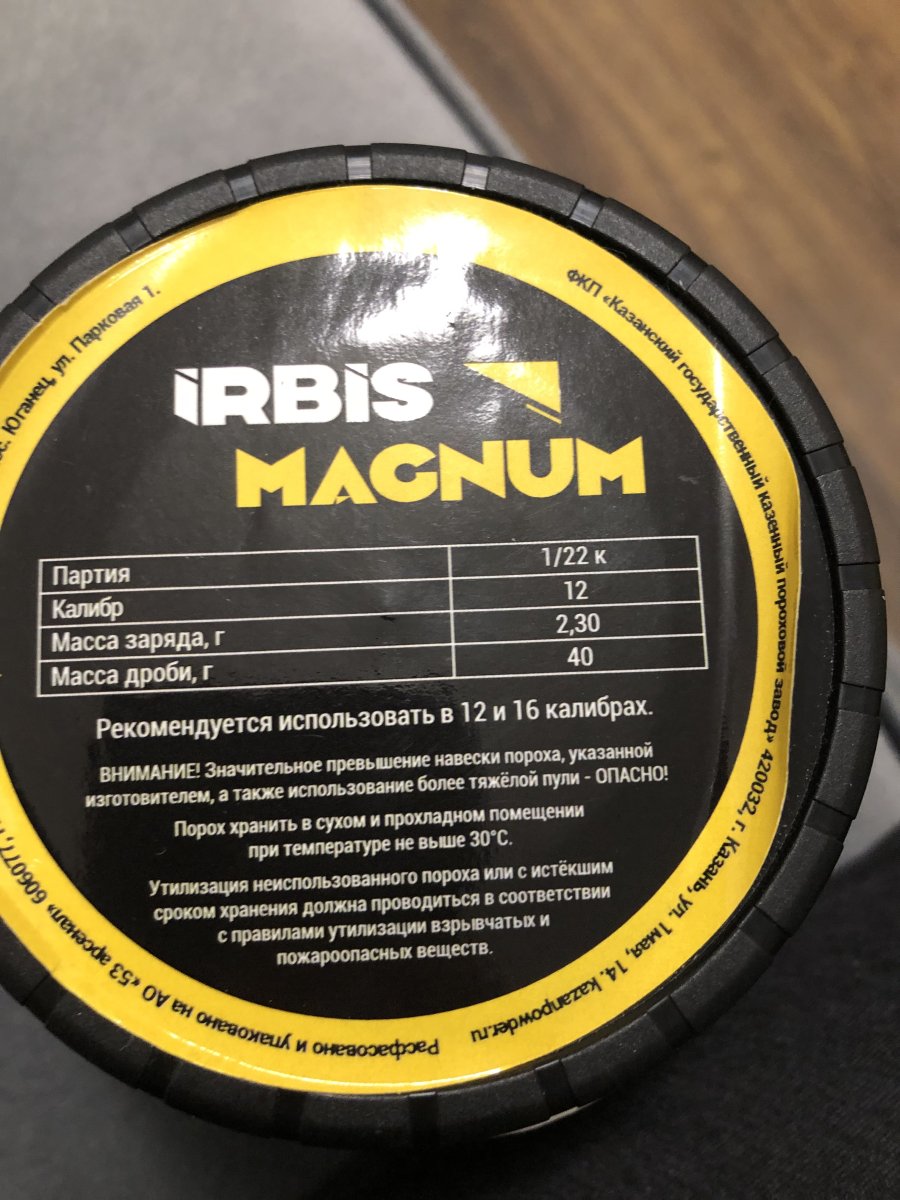 iRBiS
MAGNUM
Партия 1/22 к
Калибр 12
Масса заряда, г 2,30
Масса дроби, г 40
Рекомендуется использовать в 12 и 16 калибрах.
ВНИМАНИЕ! Значительное превышение навески пороха, указанной
изготовителем, а также использование более тяжёлой пули - ОПАСНО!
Порох хранить в сухом и прохладном помещении
при температуре не выше 30°С.
Утилизация неиспользованного пороха или с истёкшим
сроком хранения должна проводиться в соответствии
с правилами утилизации взрывчатых и
пожароопасных веществ.
ФКП «Казанский государственный казенный пороховой завод» 420032, г. Казань, ул. 1мая, 14. kazanpowder.ru
Расфасовано и упаковано на АО «53 арсенал» 606077,
Юганец, ул. Парковая 1.